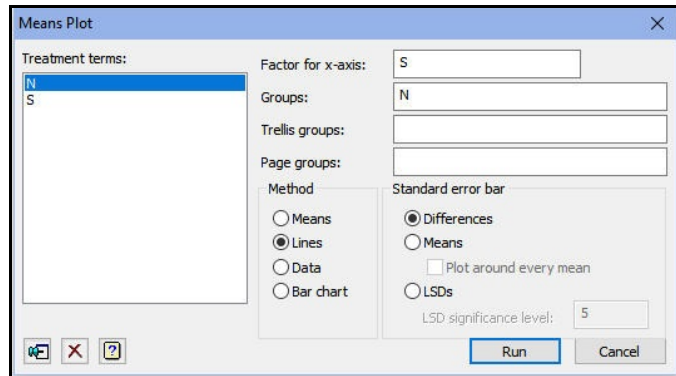 Means Plot
Treatment terms:
N
S
Factor for x-axis: S
Groups: N
Trellis groups:
Page groups:
Method
Means
Lines
Data
Bar chart
Standard error bar
Differences
Means
Plot around every mean
LSDs
LSD significance level: 5
Run Cancel